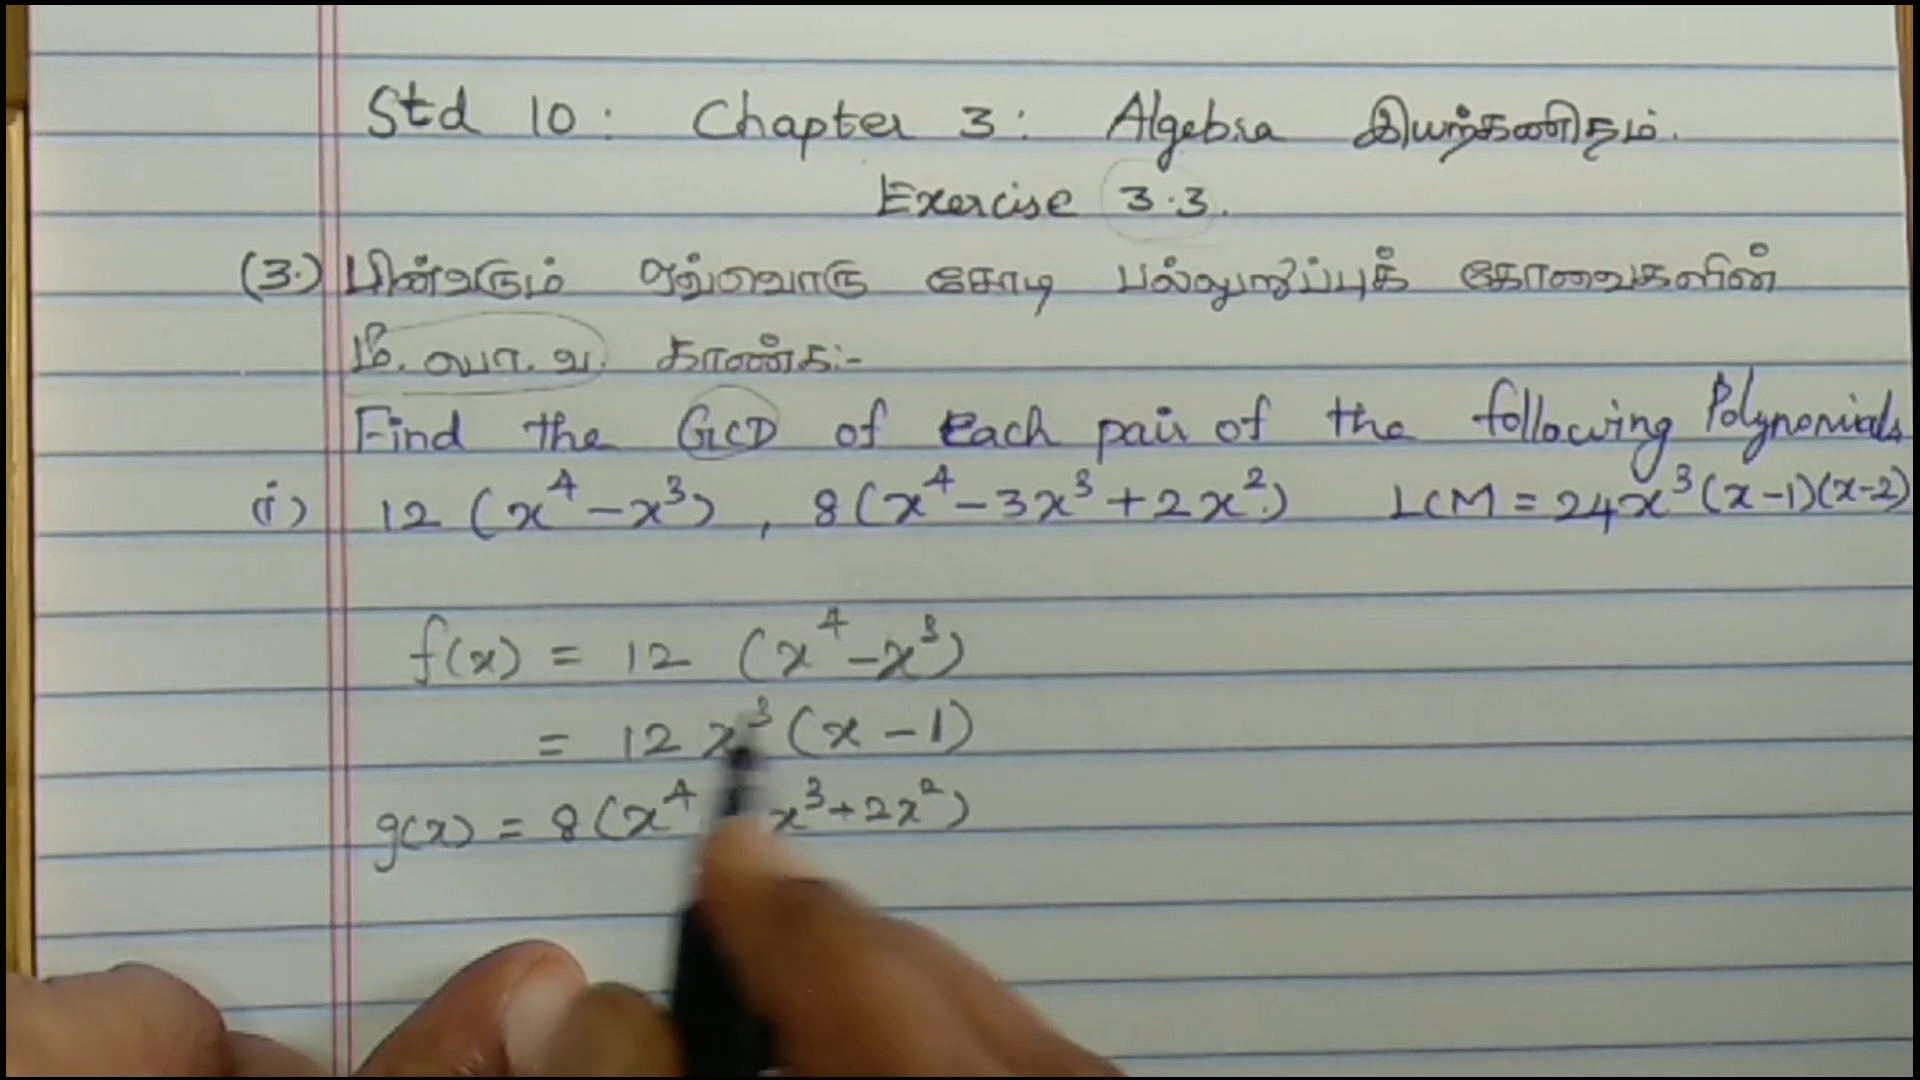 Std 10: Chapter 3: Algebra இயற்கணிதம்.
Exercise 3.3.
(3.) பின்வரும் ஒவ்வொரு சோடி பல்லுறுப்புக் கோவைகளின்
மீ. பொ. வ. காண்க:-
Find the GCD of each pair of the following Polynomials
(i) 12 (x⁴-x³), 8(x⁴-3x³+2x²) LCM = 24x³(x-1)(x-2)
f(x) = 12 (x⁴-x³)
= 12x³(x-1)
g(x) = 8(x⁴ x³+2x²)